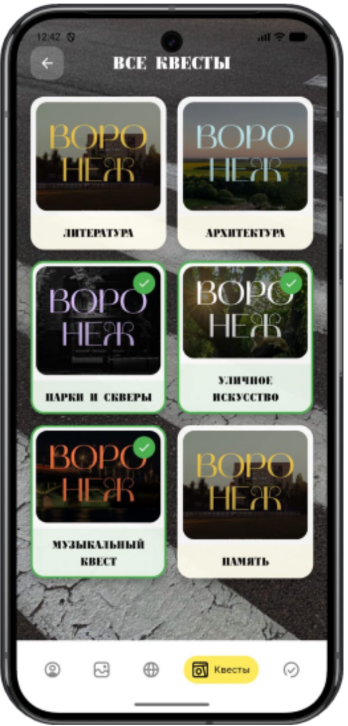 12:42
ВСЕ КВЕСТЫ
ВОРО
НЕЖ
ЛИТЕРАТУРА
ВОРО
НЕЖ
АРХИТЕКТУРА
ВОРО
НЕЖ
ПАРКИ И СКВЕРЫ
ВОРО
НЕЖ
УЛИЧНОЕ
ИСКУССТВО
ВОРО
НЕЖ
МУЗЫКАЛЬНЫЙ
КВЕСТ
ВОРО
НЕЖ
ПАМЯТЬ
Квесты